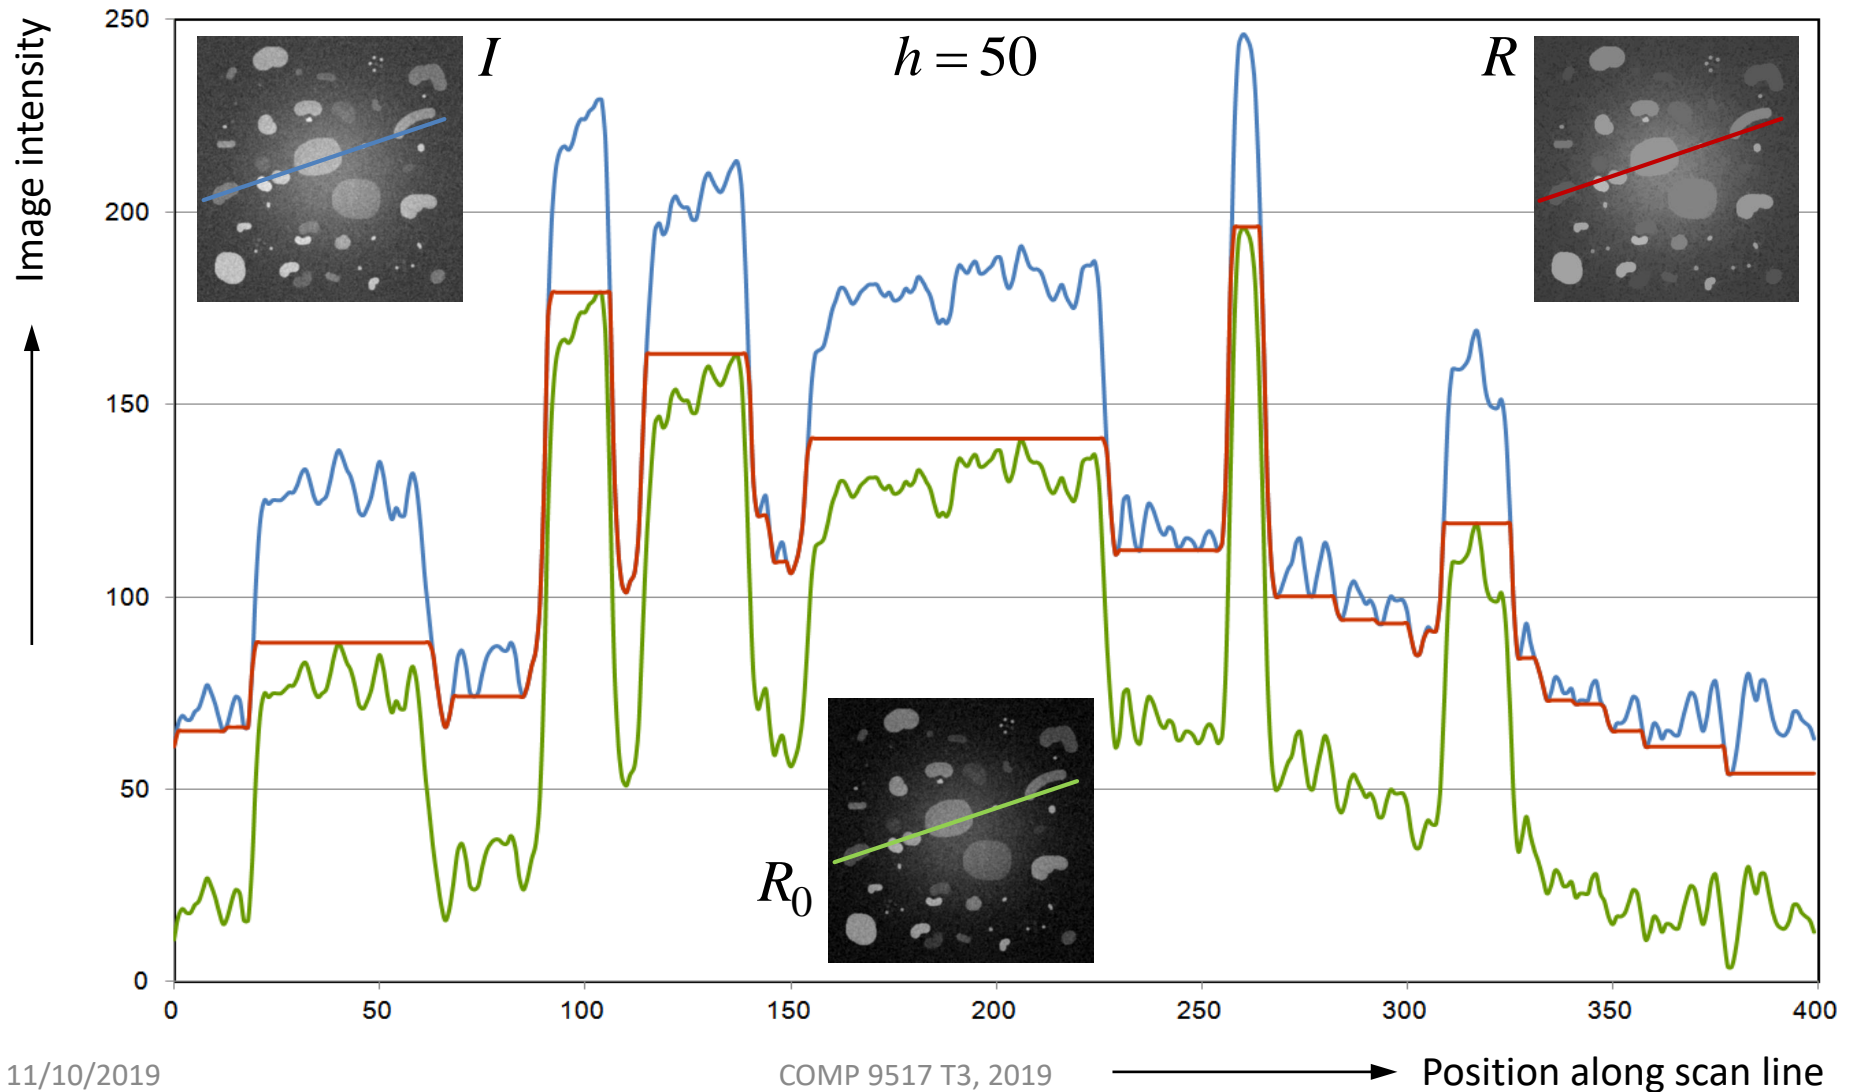 250
200
150
100
50
0
Image intensity
I
h = 50
R
R₀
0 50 100 150 200 250 300 350 400
Position along scan line
11/10/2019
COMP 9517 T3, 2019